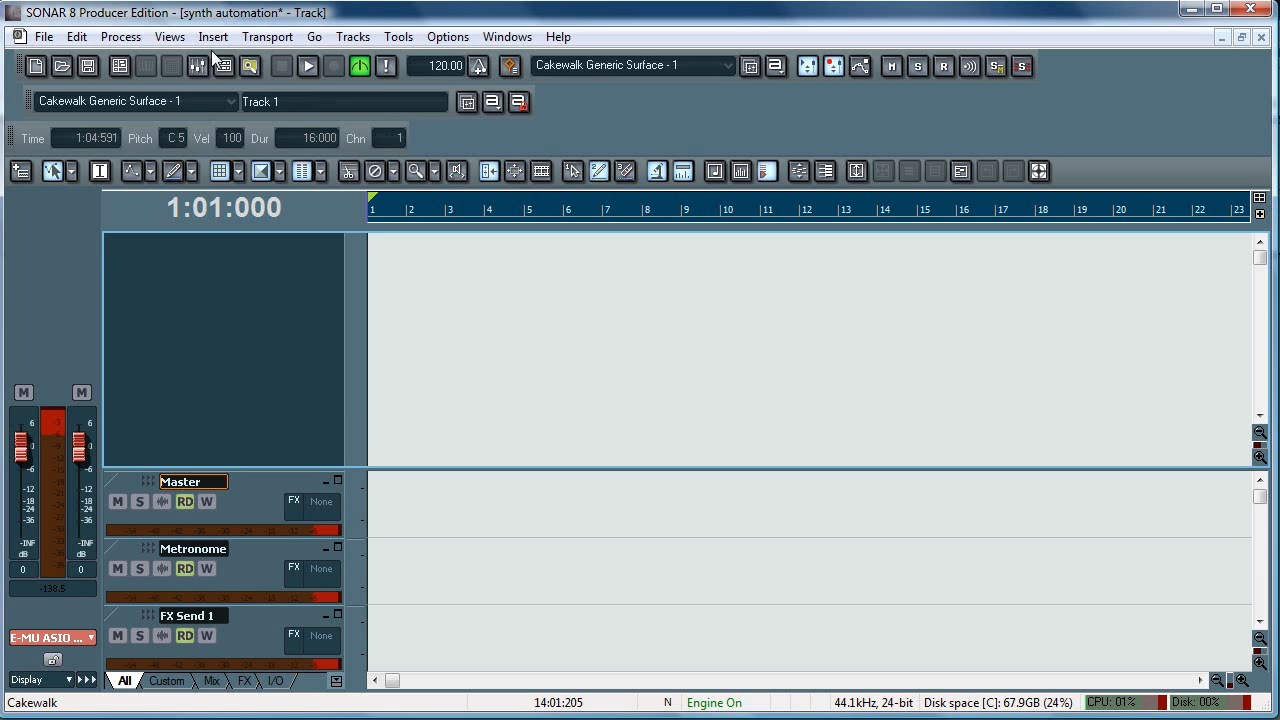 SONAR 8 Producer Edition - [synth automation* - Track]
File Edit Process Views Insert Transport Go Tracks Tools Options Windows Help
120.00 Cakewalk Generic Surface - 1 M S R
Cakewalk Generic Surface - 1 Track 1
Time 1:04:591 Pitch C 5 Vel 100 Dur 16:000 Chn 1
1:01:000
1 2 3 4 5 6 7 8 9 10 11 12 13 14 15 16 17 18 19 20 21 22 23
M M
6 6
0 0
-6 -6
-12 -12
-18 -18
-24 -24
-36 -36
-INF -INF
dB dB
0 0
-138.5
Master
M S RD W FX None
Metronome
M S RD W FX None
FX Send 1
M S RD W FX None
E-MU ASIO ...
Display
All Custom Mix FX I/O
Cakewalk 14:01:205 N Engine On 44.1kHz, 24-bit Disk space [C]: 67.9GB (24%) CPU: 01% Disk: 00%